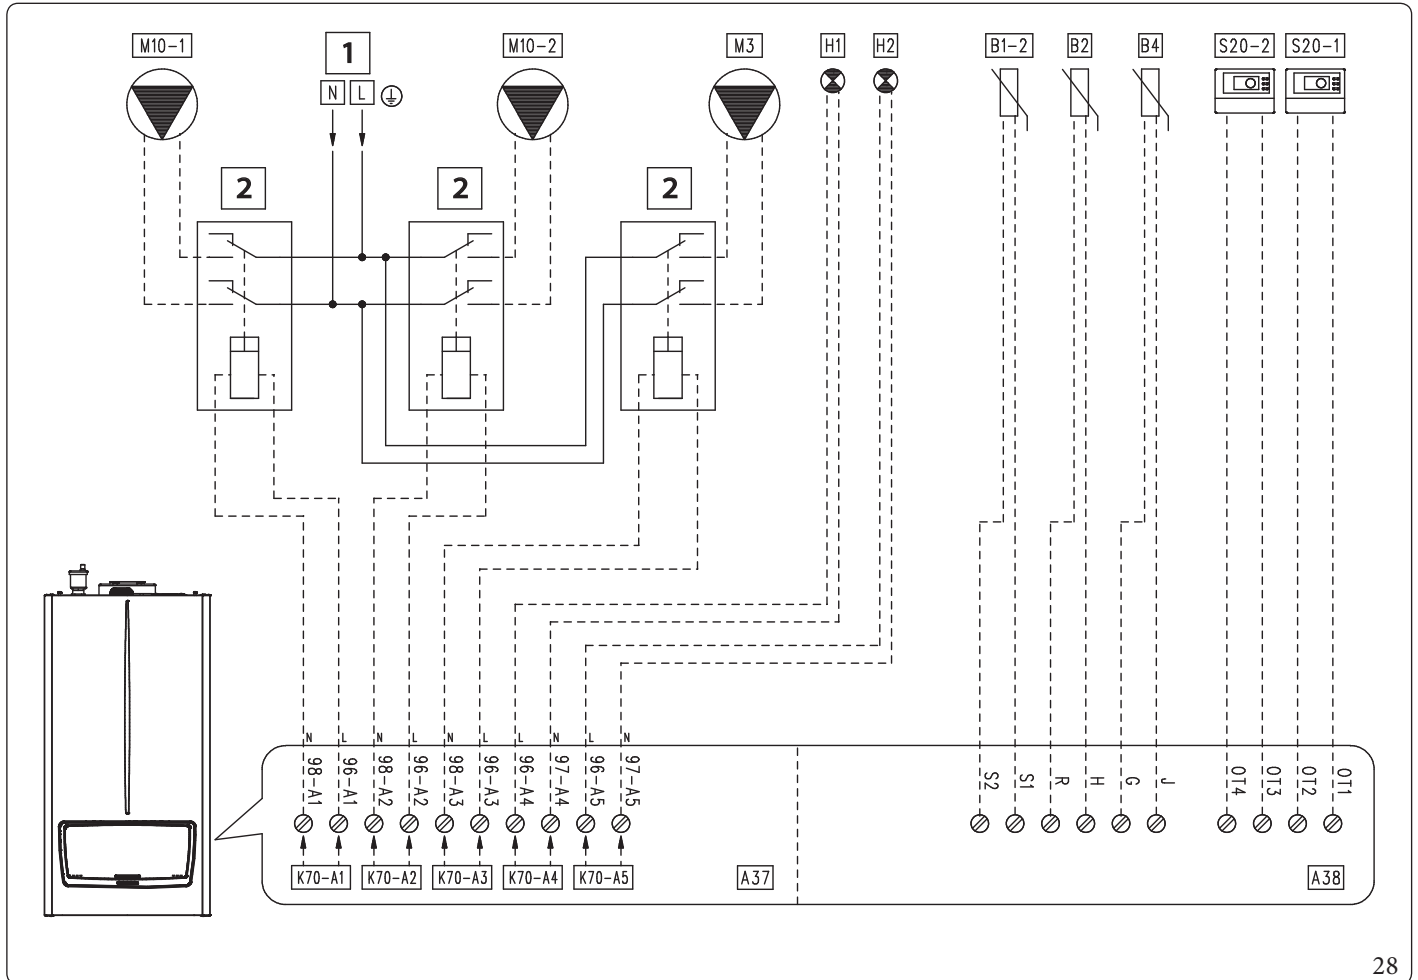 M10-1 1 M10-2 M3 H1 H2 B1-2 B2 B4 S20-2 S20-1
N L
2 2 2
N L N L N L L N L N
98-A1 96-A1 98-A2 96-A2 98-A3 96-A3 96-A4 97-A4 96-A5 97-A5 S2 S1 R H G J OT4 OT3 OT2 OT1
K70-A1 K70-A2 K70-A3 K70-A4 K70-A5 A37 A38
28